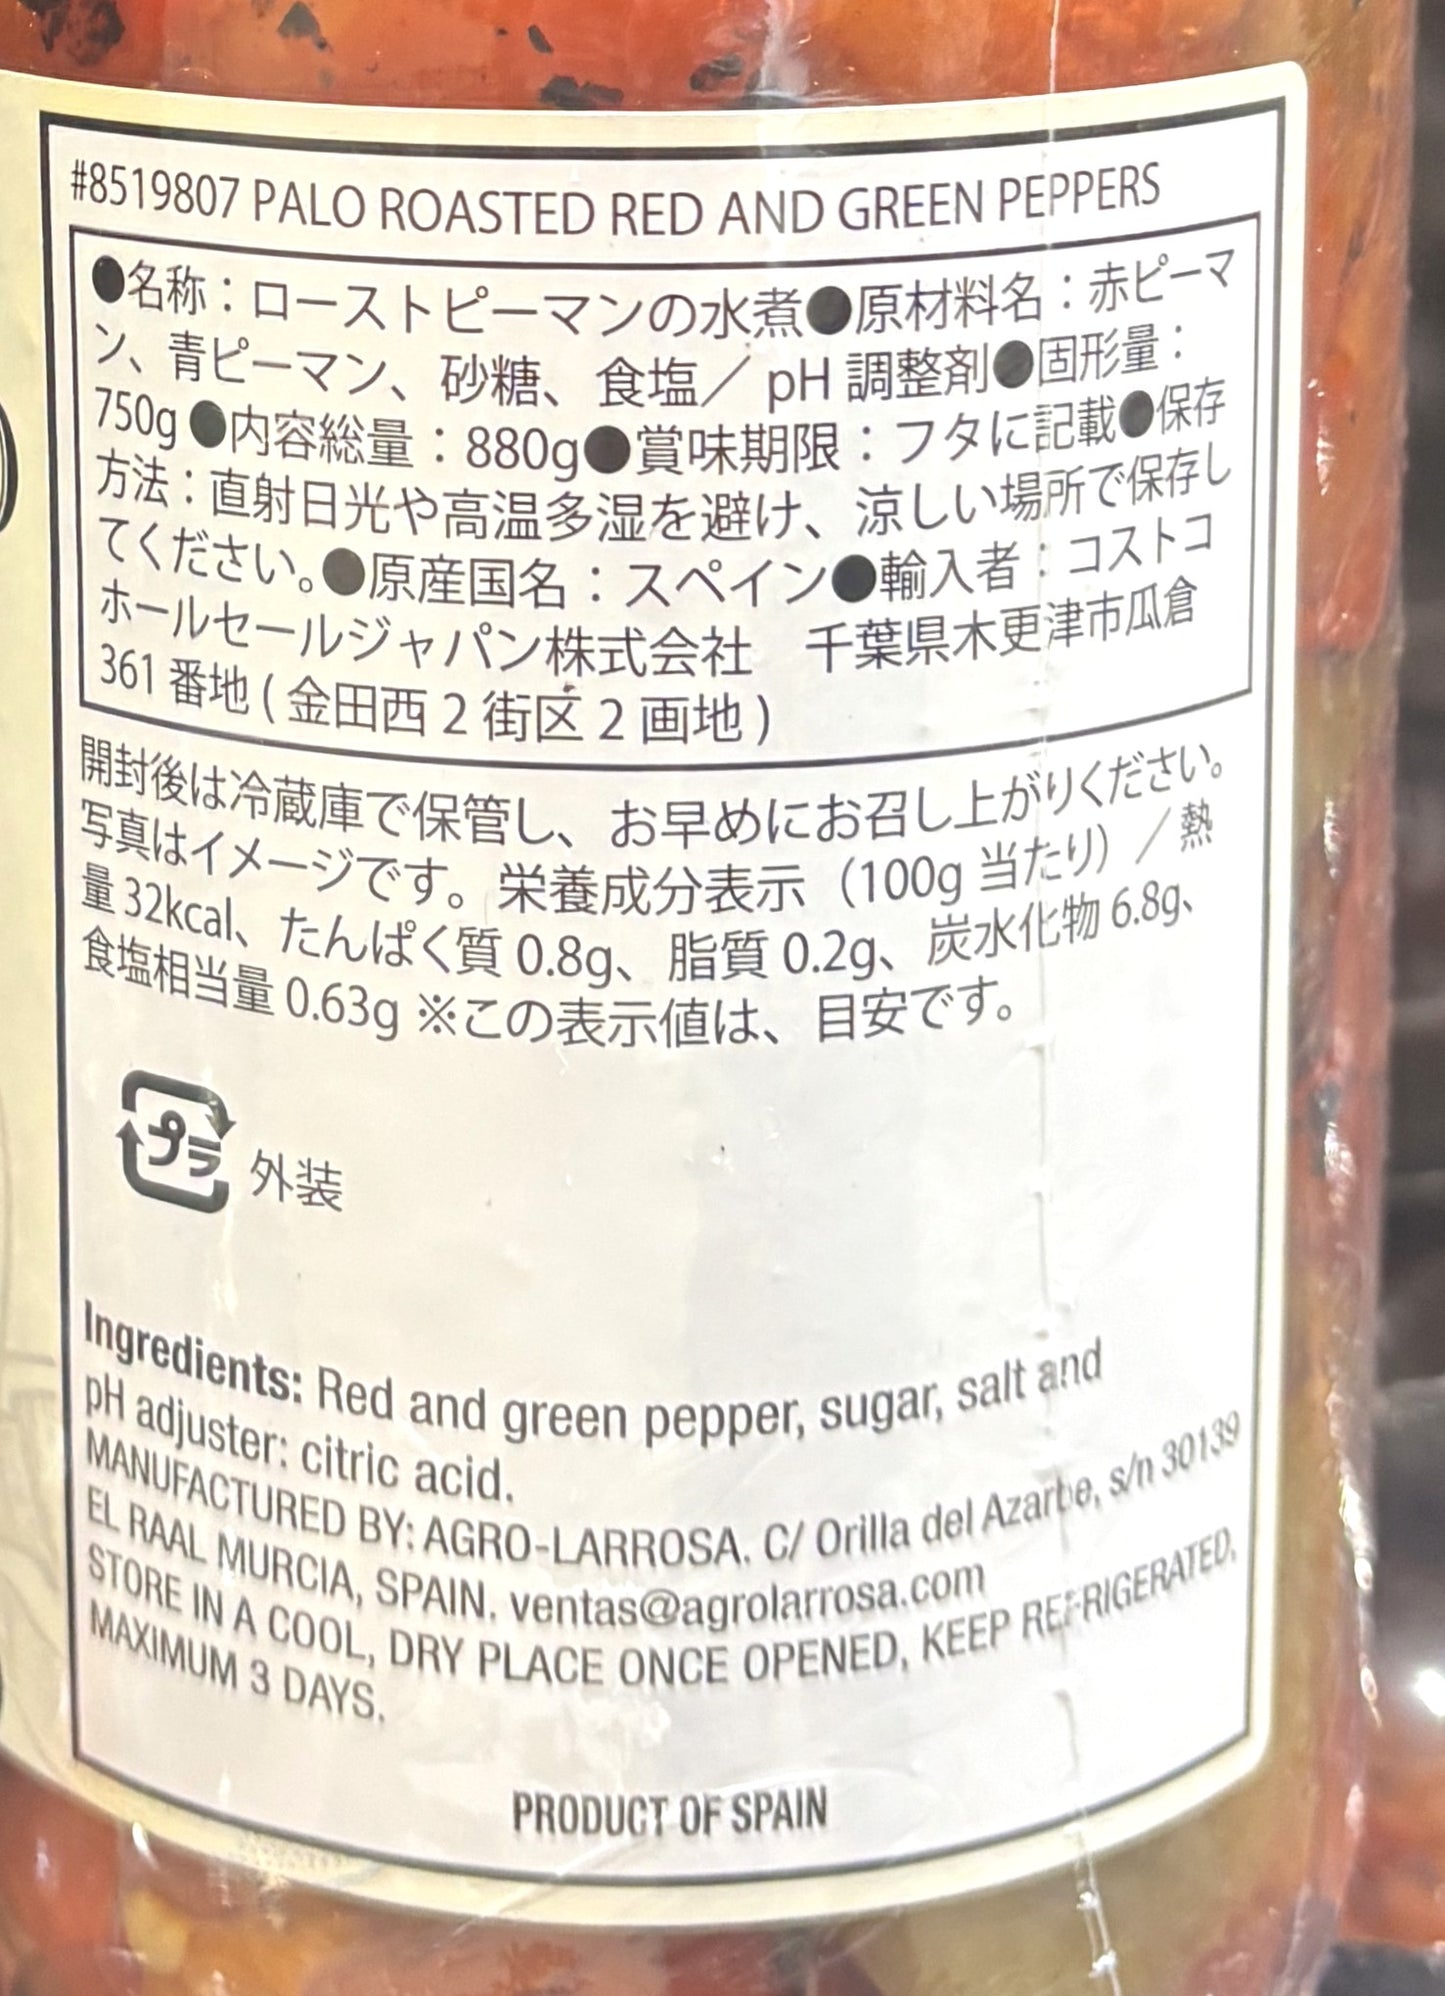 #8519807 PALO ROASTED RED AND GREEN PEPPERS
●名称：ローストピーマンの水煮●原材料名：赤ピーマ
ン、青ピーマン、砂糖、食塩／ pH 調整剤●固形量：
750g ●内容総量：880g●賞味期限：フタに記載●保存
方法：直射日光や高温多湿を避け、涼しい場所で保存し
てください。●原産国名：スペイン●輸入者：コストコ
ホールセールジャパン株式会社　千葉県木更津市瓜倉
361 番地 ( 金田西 2 街区 2 画地 )
開封後は冷蔵庫で保管し、お早めにお召し上がりください。
写真はイメージです。栄養成分表示（100g 当たり）／熱
量 32kcal、たんぱく質 0.8g、脂質 0.2g、炭水化物 6.8g、
食塩相当量 0.63g ※この表示値は、目安です。
プラ 外装
Ingredients: Red and green pepper, sugar, salt and
pH adjuster: citric acid.
MANUFACTURED BY: AGRO-LARROSA. C/ Orilla del Azarbe, s/n 30139
EL RAAL MURCIA, SPAIN. ventas@agrolarrosa.com
STORE IN A COOL, DRY PLACE ONCE OPENED, KEEP REFRIGERATED,
MAXIMUM 3 DAYS.
PRODUCT OF SPAIN